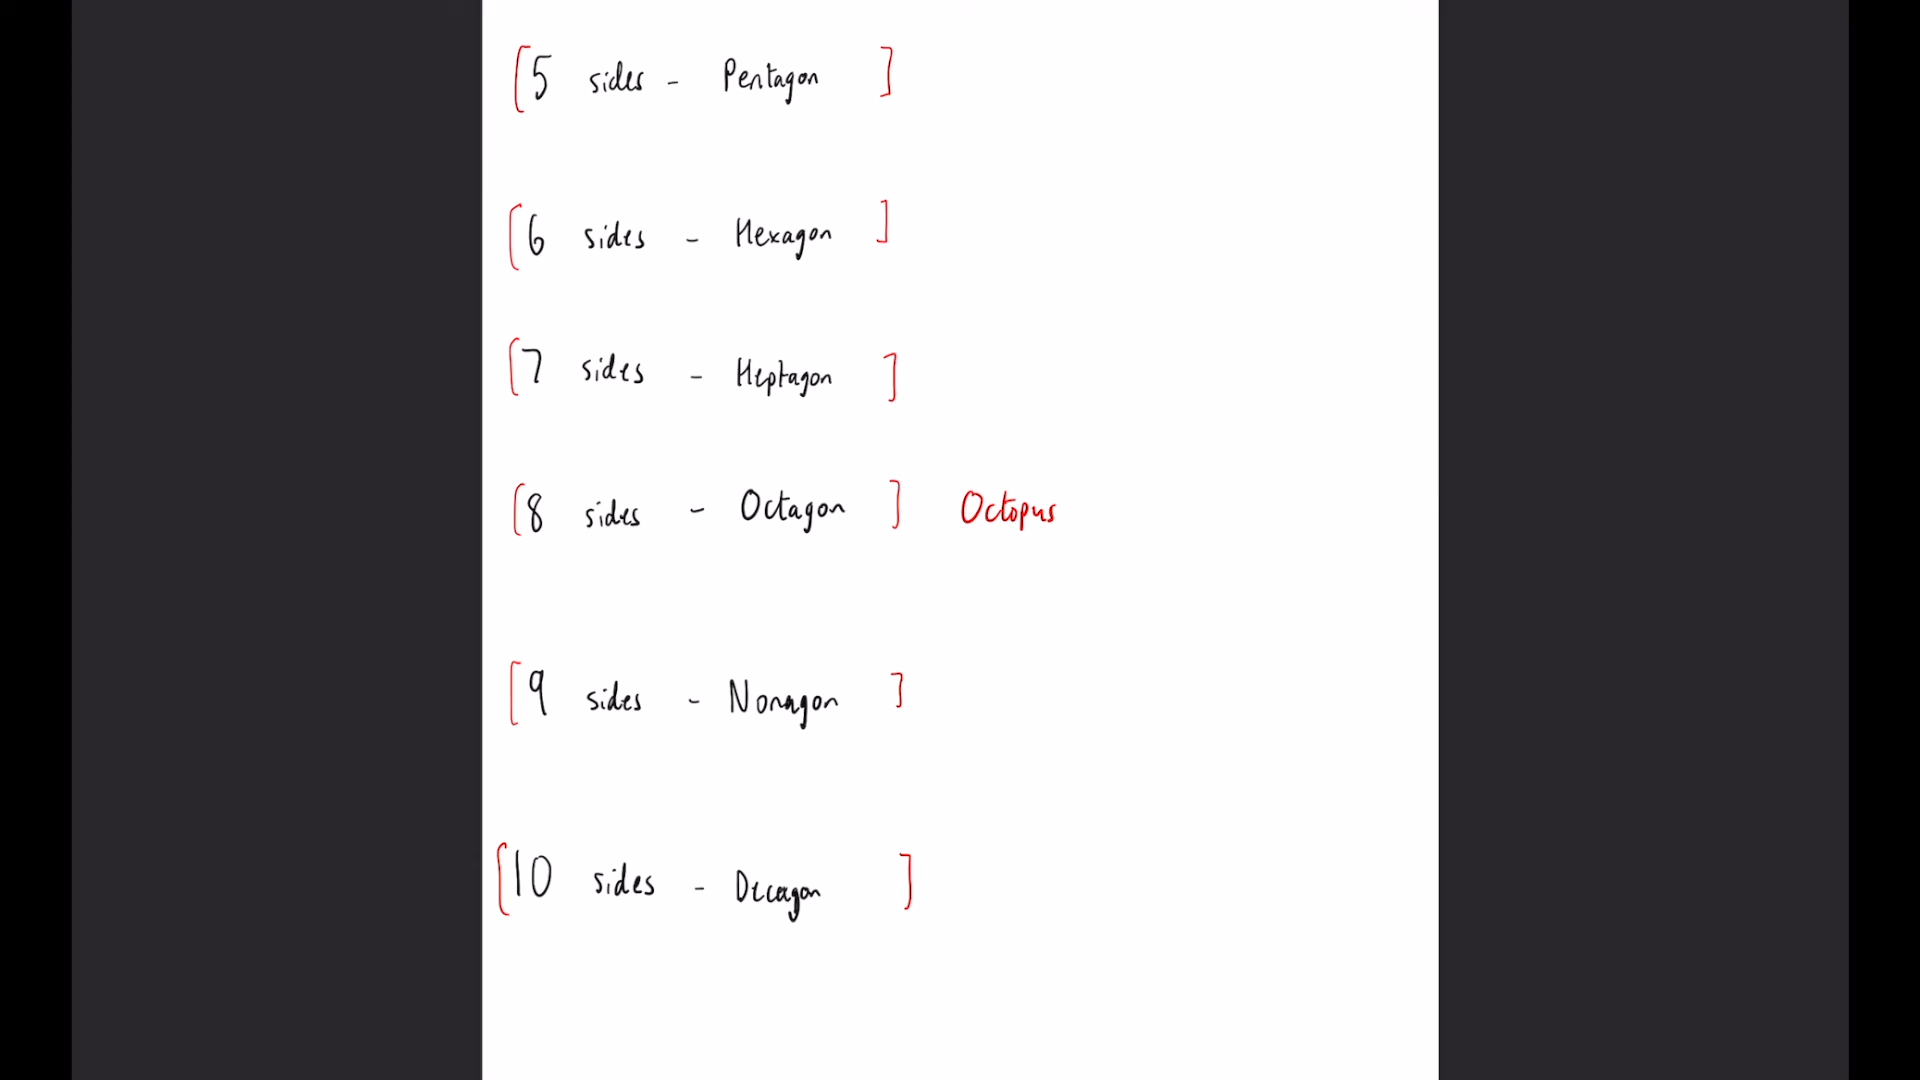 [5 sides - Pentagon ]
[6 sides - Hexagon ]
[7 sides - Heptagon ]
[8 sides - Octagon ] Octopus
[9 sides - Nonagon ]
[10 sides - Decagon ]